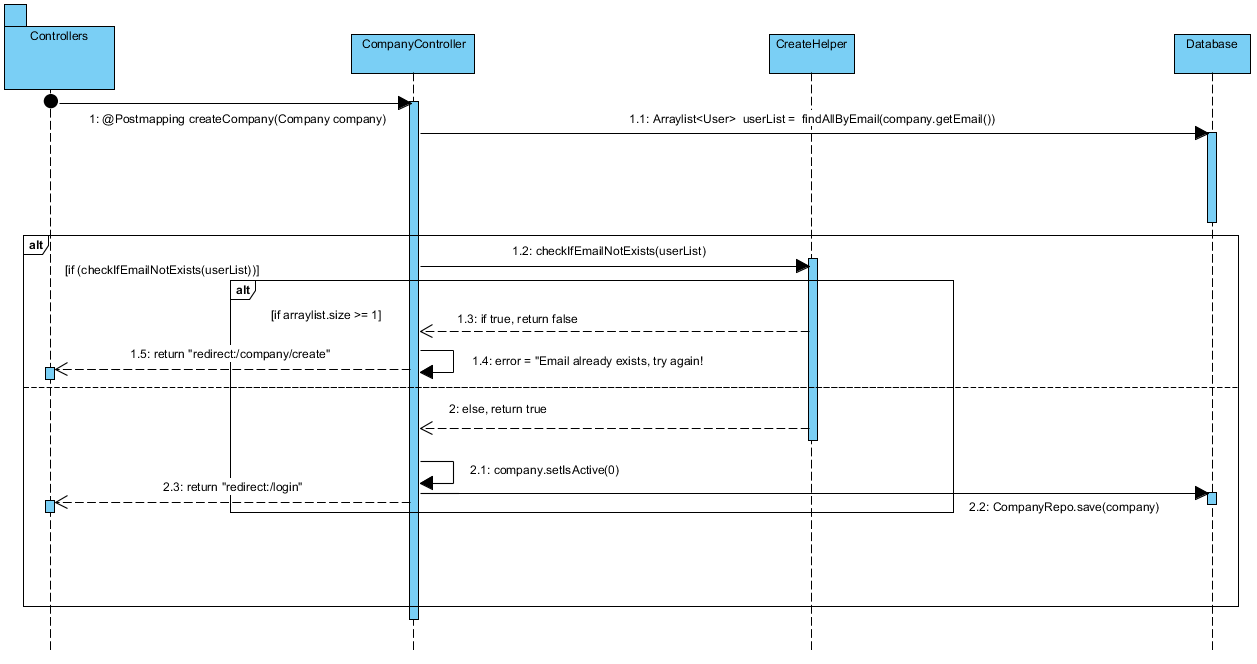 Controllers
CompanyController
CreateHelper
Database
1: @Postmapping createCompany(Company company)
1.1: Arraylist<User>  userList =  findAllByEmail(company.getEmail())
alt
1.2: checkIfEmailNotExists(userList)
[if (checkIfEmailNotExists(userList))]
alt
[if arraylist.size >= 1]
1.3: if true, return false
1.5: return "redirect:/company/create"
1.4: error = "Email already exists, try again!
2: else, return true
2.1: company.setIsActive(0)
2.3: return "redirect:/login"
2.2: CompanyRepo.save(company)